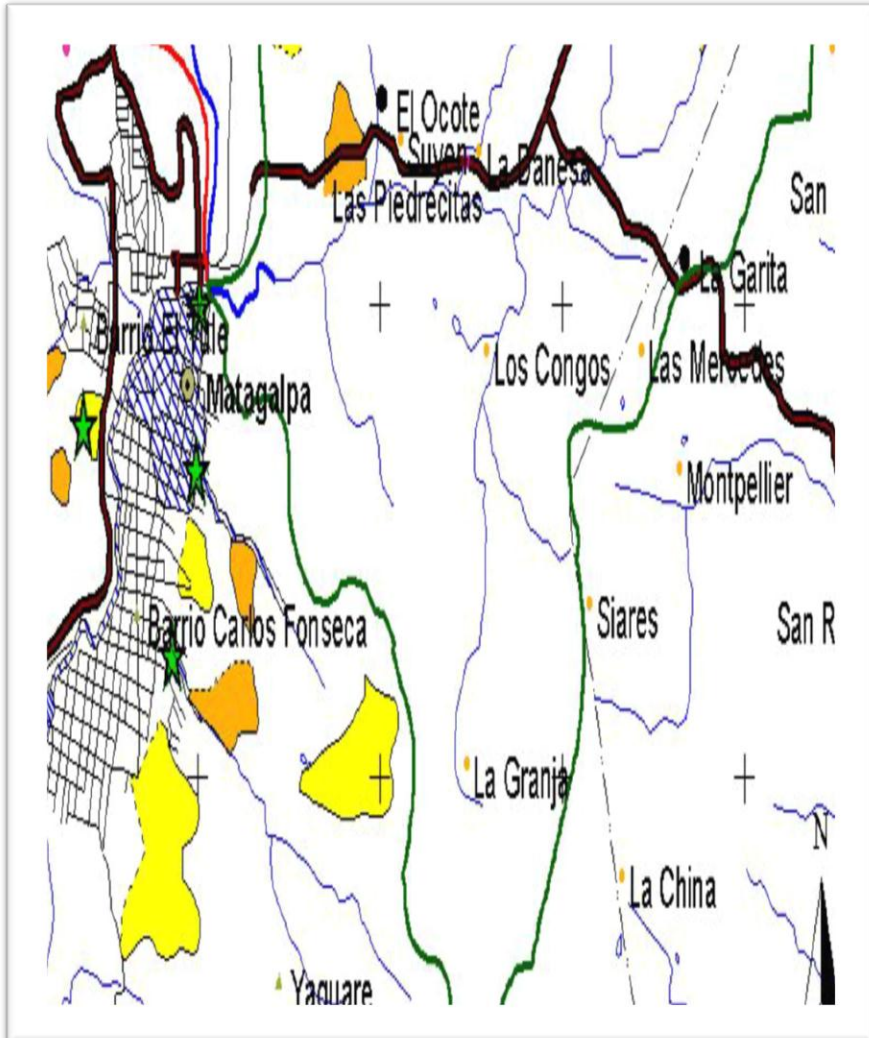 El Ocote
Suyen
La Danesa
Las Piedrecitas
San
La Garita
Barrio El Tule
Los Congos
Las Mercedes
Matagalpa
Montpellier
Siares
Barrio Carlos Fonseca
San R
La Granja
N
La China
Yaguare